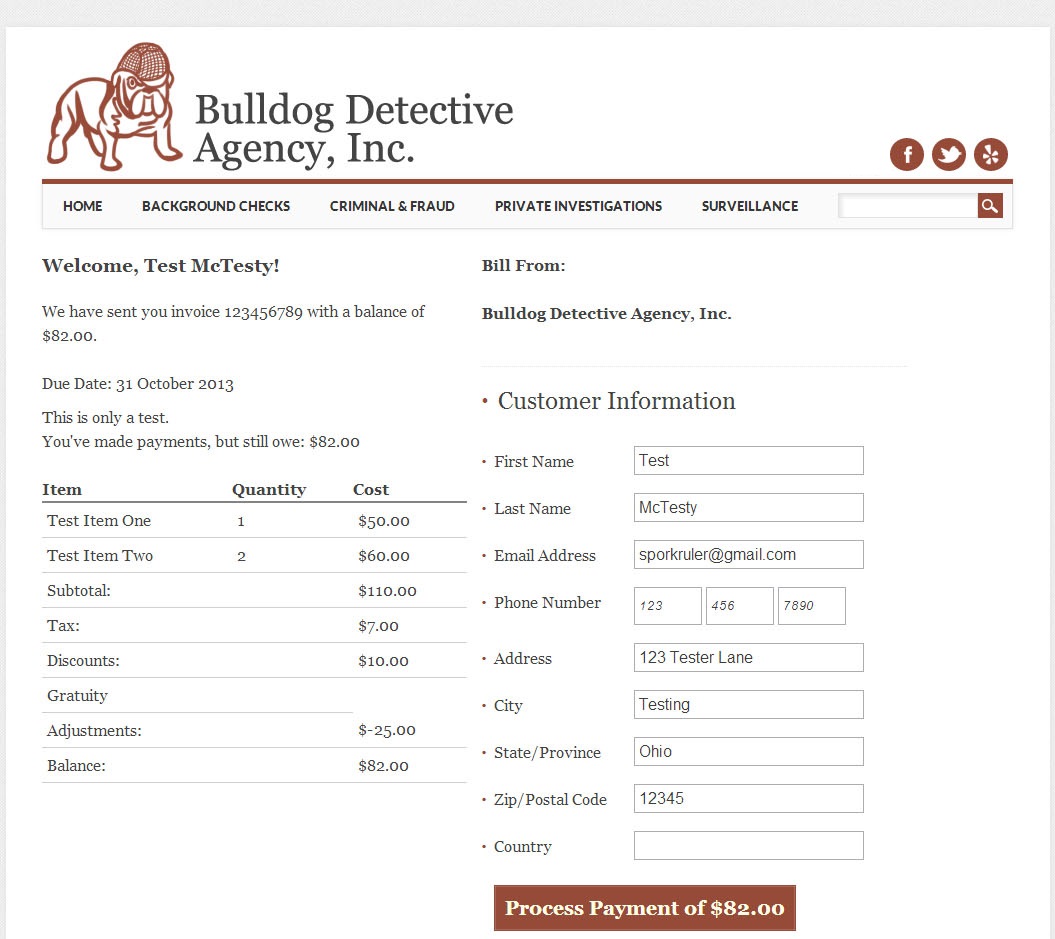 Bulldog Detective
Agency, Inc.
HOME BACKGROUND CHECKS CRIMINAL & FRAUD PRIVATE INVESTIGATIONS SURVEILLANCE
Welcome, Test McTesty!
We have sent you invoice 123456789 with a balance of
$82.00.
Due Date: 31 October 2013
This is only a test.
You've made payments, but still owe: $82.00
Item Quantity Cost
Test Item One 1 $50.00
Test Item Two 2 $60.00
Subtotal: $110.00
Tax: $7.00
Discounts: $10.00
Gratuity
Adjustments: $-25.00
Balance: $82.00
Bill From:
Bulldog Detective Agency, Inc.
• Customer Information
• First Name Test
• Last Name McTesty
• Email Address sporkruler@gmail.com
• Phone Number 123 456 7890
• Address 123 Tester Lane
• City Testing
• State/Province Ohio
• Zip/Postal Code 12345
• Country
Process Payment of $82.00